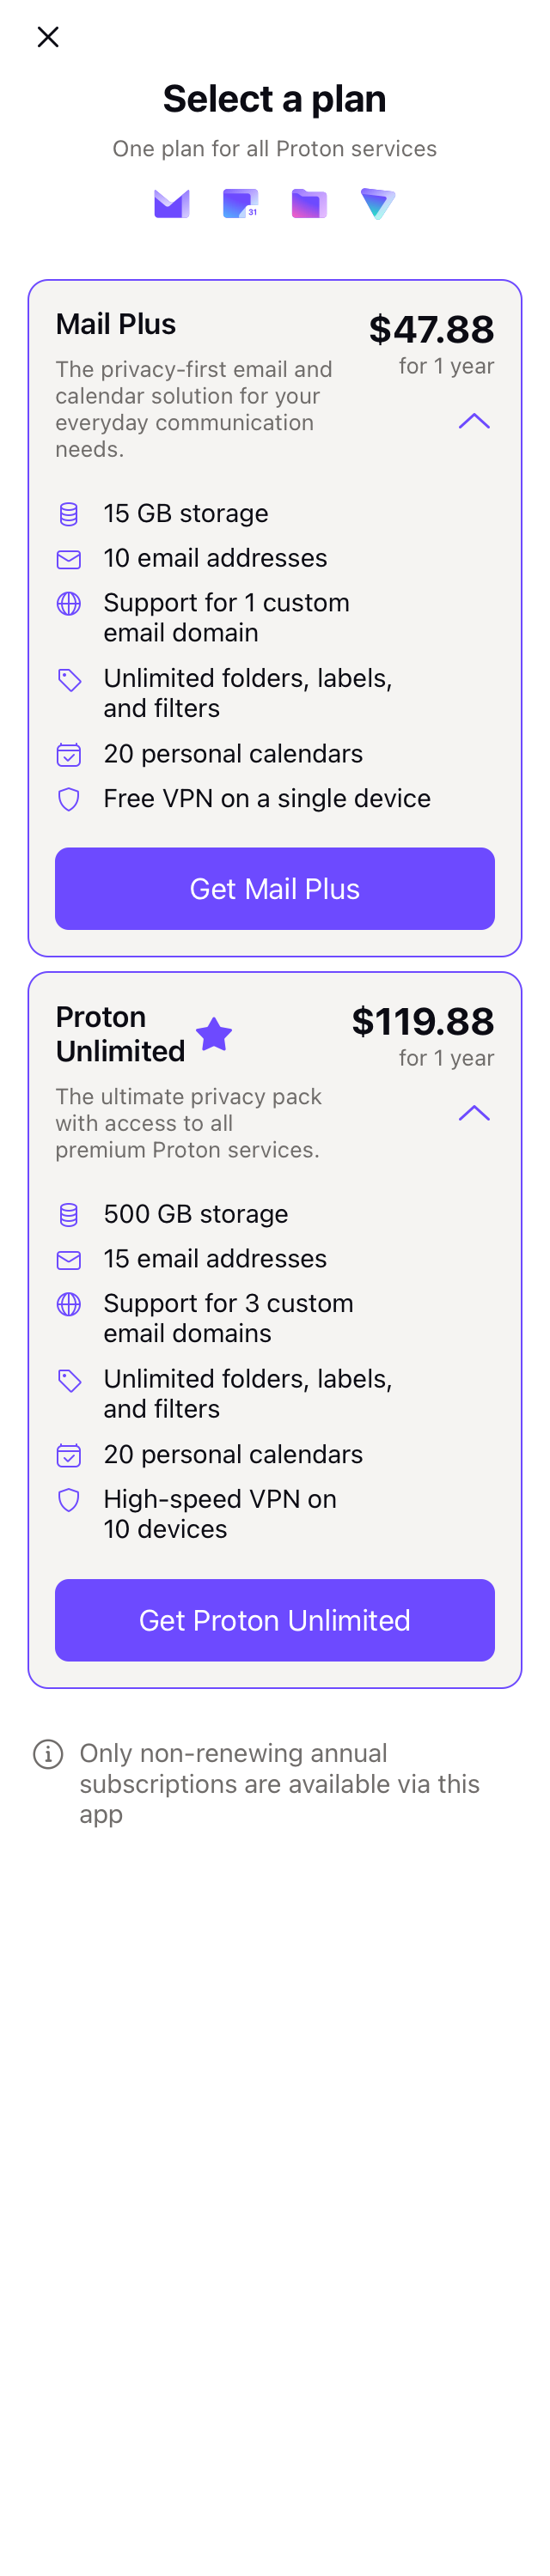 Select a plan
One plan for all Proton services
31
Mail Plus
$47.88
for 1 year
The privacy-first email and
calendar solution for your
everyday communication
needs.
15 GB storage
10 email addresses
Support for 1 custom
email domain
Unlimited folders, labels,
and filters
20 personal calendars
Free VPN on a single device
Get Mail Plus
Proton
Unlimited
$119.88
for 1 year
The ultimate privacy pack
with access to all
premium Proton services.
500 GB storage
15 email addresses
Support for 3 custom
email domains
Unlimited folders, labels,
and filters
20 personal calendars
High-speed VPN on
10 devices
Get Proton Unlimited
Only non-renewing annual
subscriptions are available via this
app